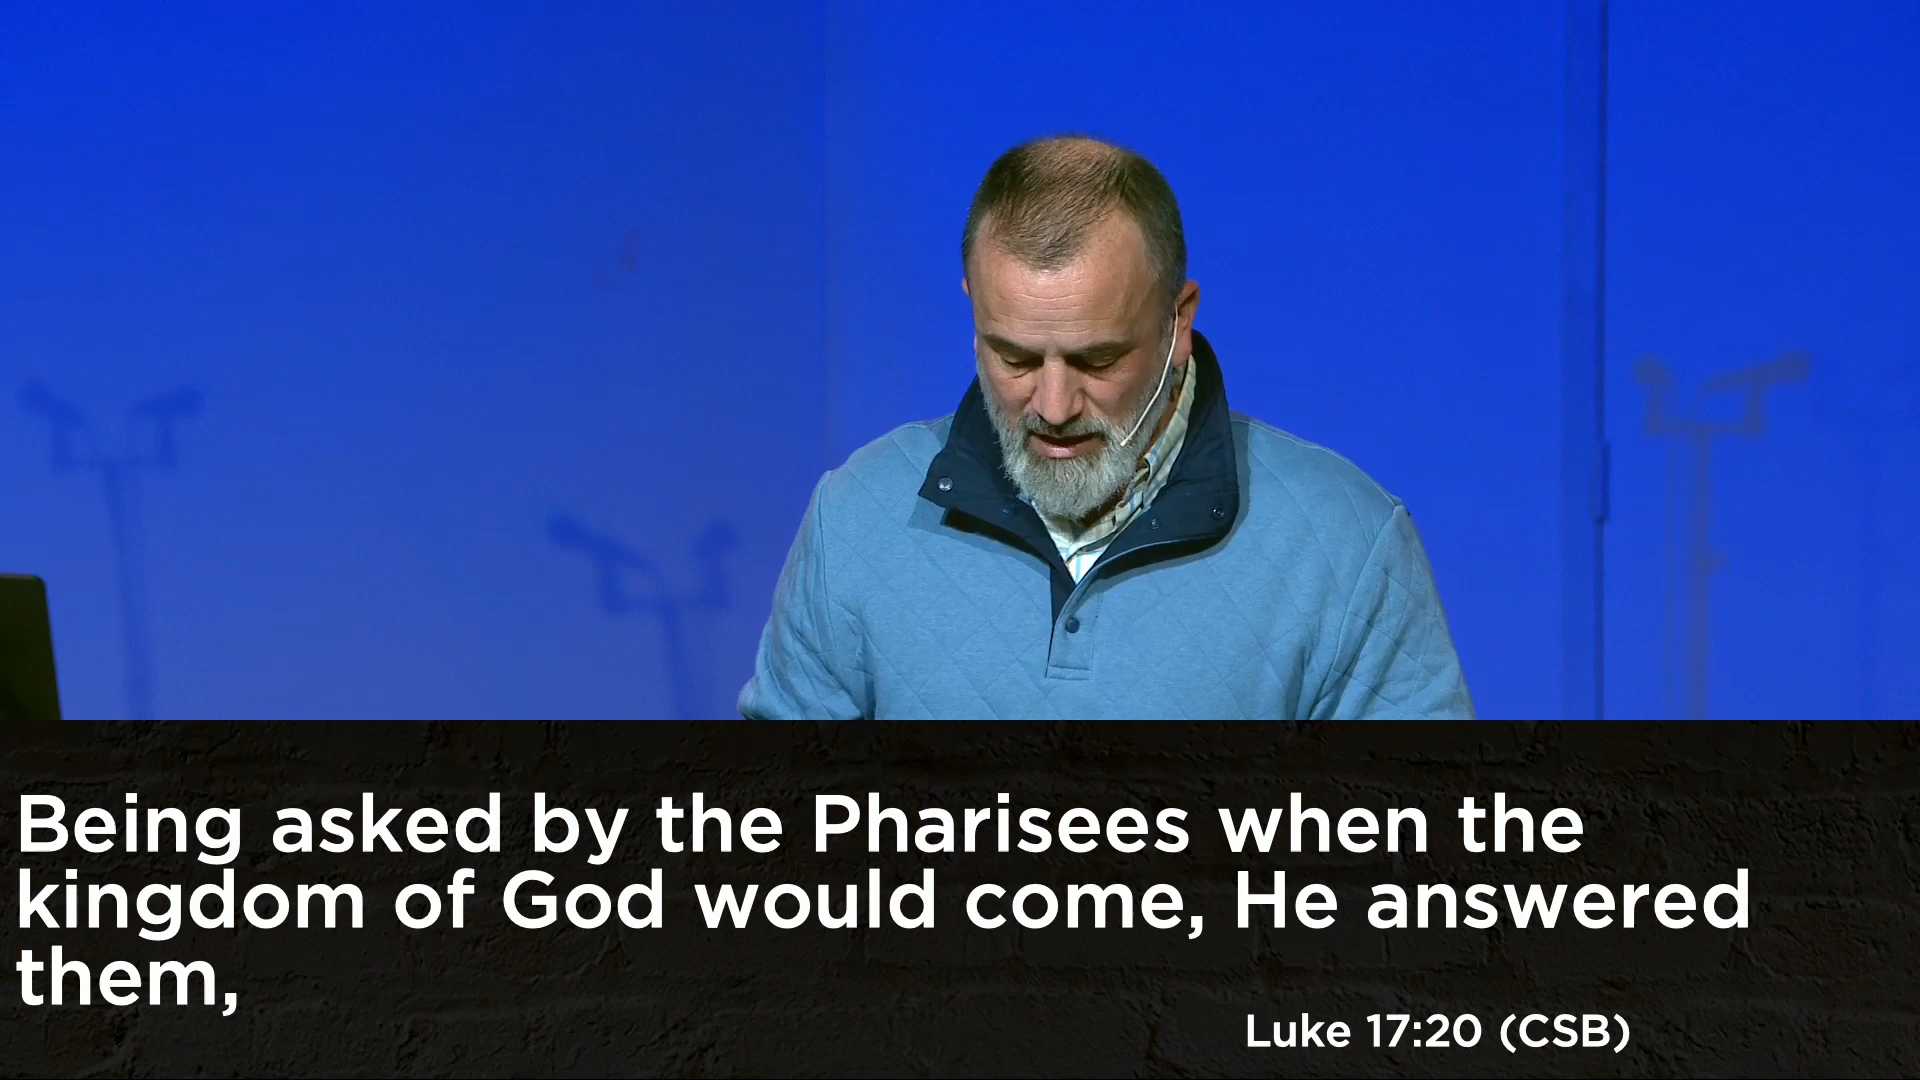 Being asked by the Pharisees when the
kingdom of God would come, He answered
them,
Luke 17:20 (CSB)